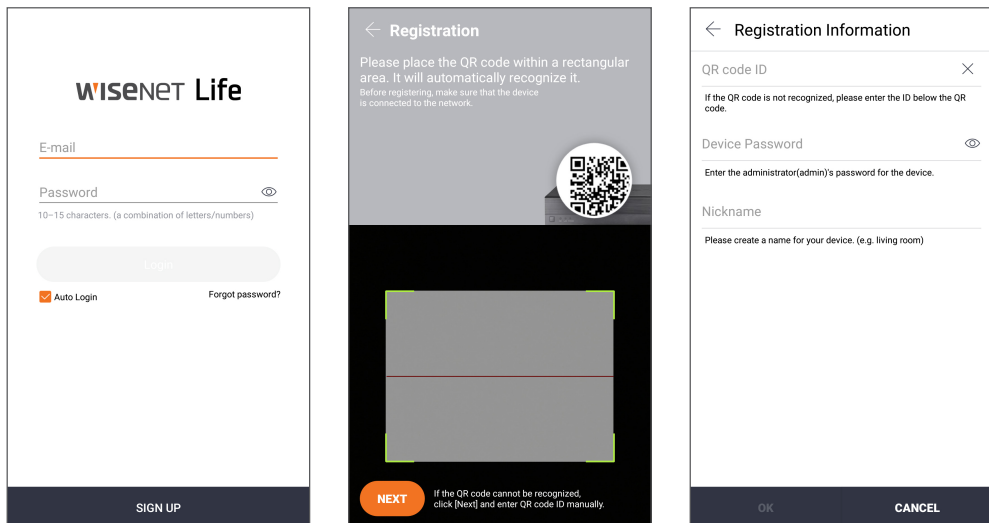 WISENET Life
E-mail
Password
10–15 characters. (a combination of letters/numbers)
Login
Auto Login
Forgot password?
SIGN UP
Registration
Please place the QR code within a rectangular
area. It will automatically recognize it.
Before registering, make sure that the device
is connected to the network.
NEXT
If the QR code cannot be recognized,
click [Next] and enter QR code ID manually.
Registration Information
QR code ID
If the QR code is not recognized, please enter the ID below the QR
code.
Device Password
Enter the administrator(admin)'s password for the device.
Nickname
Please create a name for your device. (e.g. living room)
OK
CANCEL